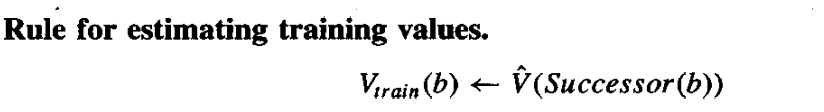 Rule for estimating training values.
V_train(b) ← V̂(Successor(b))